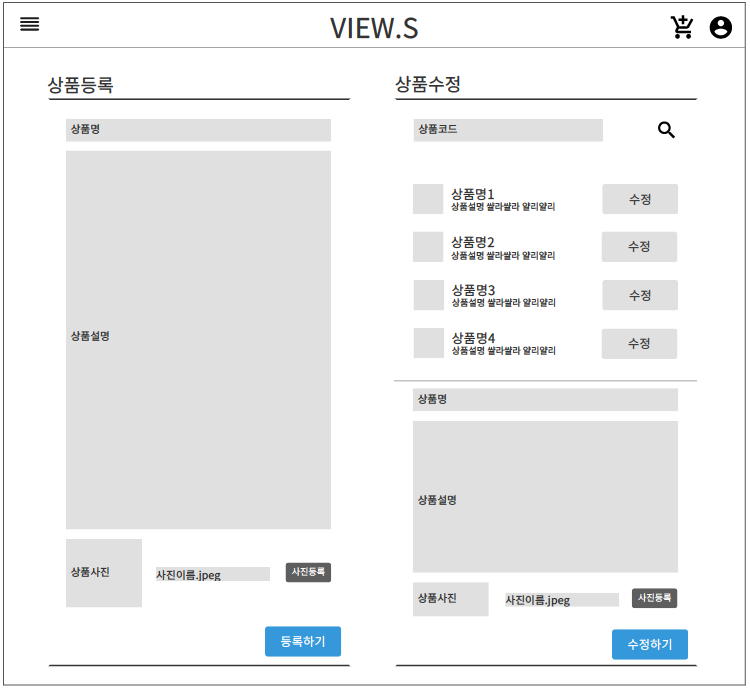 VIEW.S
상품등록
상품명
상품설명
상품사진
사진이름.jpeg
사진등록
등록하기
상품수정
상품코드
상품명1
상품설명 쌀라쌀라 얄리얄리
수정
상품명2
상품설명 쌀라쌀라 얄리얄리
수정
상품명3
상품설명 쌀라쌀라 얄리얄리
수정
상품명4
상품설명 쌀라쌀라 얄리얄리
수정
상품명
상품설명
상품사진
사진이름.jpeg
사진등록
수정하기